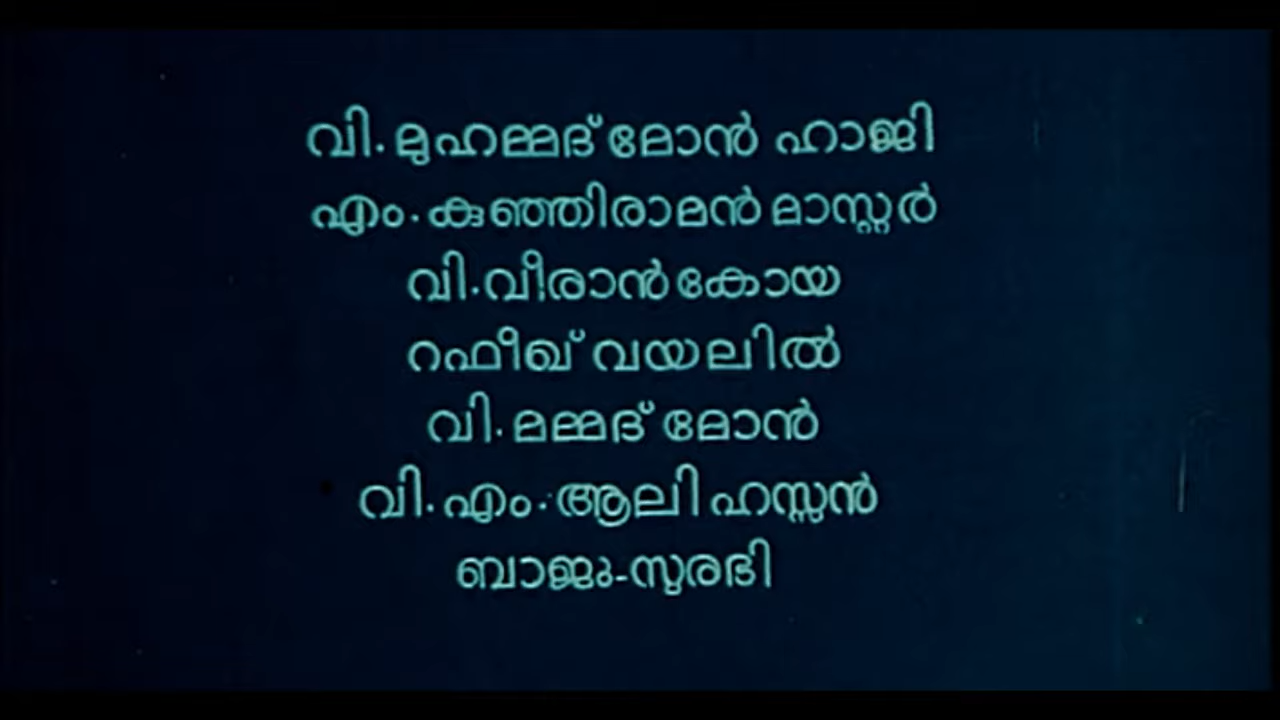 വി. മുഹമ്മദ് മോൻ ഹാജി
എം. കുഞ്ഞിരാമൻ മാസ്റ്റർ
വി. വീരാൻ കോയ
റഫീഖ് വയലിൽ
വി. മമ്മദ് മോൻ
വി. എം. ആലി ഹസ്സൻ
ബാജു-സുരഭി